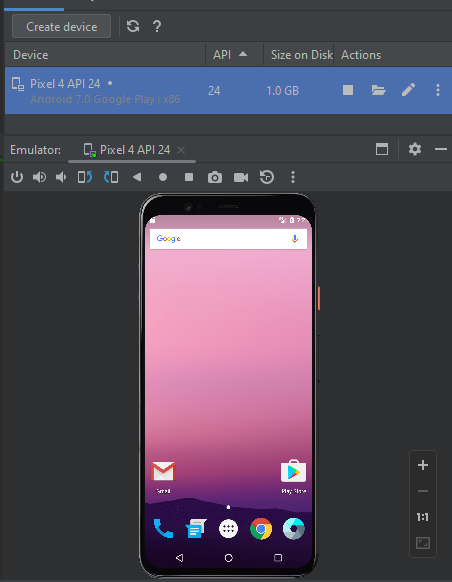 Create device
?
Device API Size on Disk Actions
Pixel 4 API 24 24 1.0 GB
Android 7.0 Google Play | x86
Emulator: Pixel 4 API 24
Google
Gmail Play Store
1:1